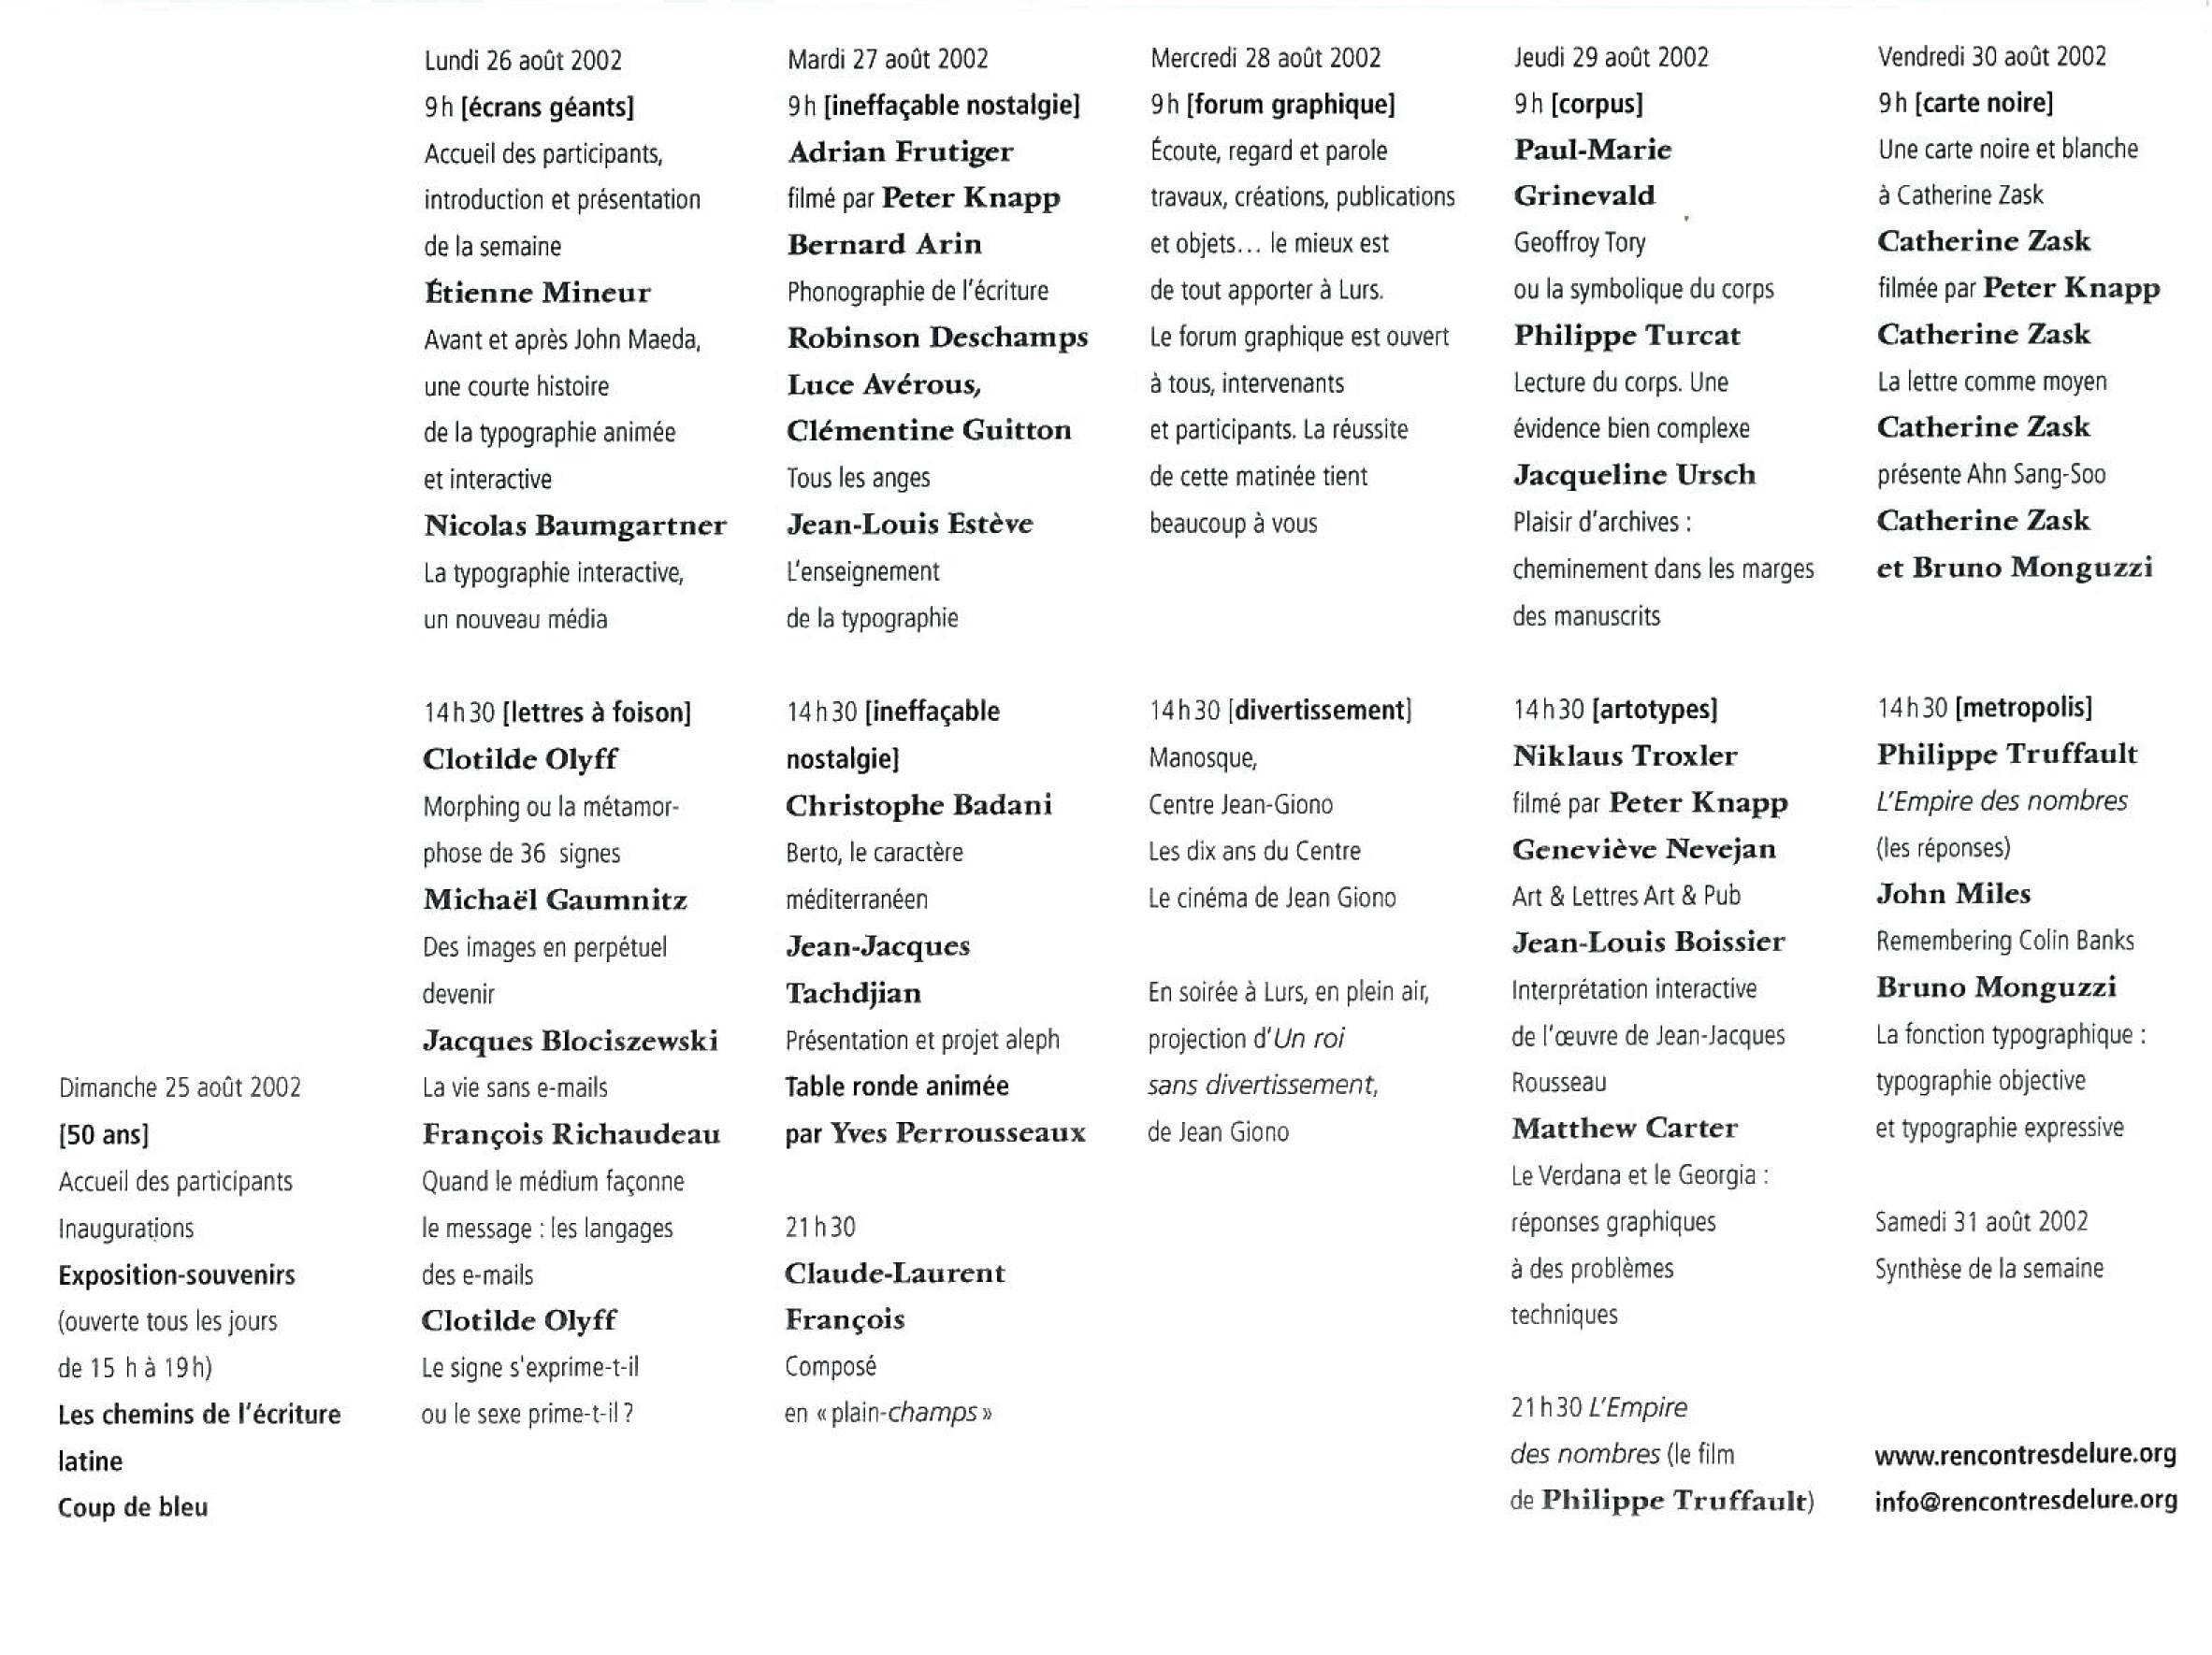 Dimanche 25 août 2002
[50 ans]
Accueil des participants
Inaugurations
Exposition-souvenirs
(ouverte tous les jours
de 15 h à 19 h)
Les chemins de l'écriture
latine
Coup de bleu
Lundi 26 août 2002
9 h [écrans géants]
Accueil des participants,
introduction et présentation
de la semaine
Étienne Mineur
Avant et après John Maeda,
une courte histoire
de la typographie animée
et interactive
Nicolas Baumgartner
La typographie interactive,
un nouveau média
14 h 30 [lettres à foison]
Clotilde Olyff
Morphing ou la métamor-
phose de 36 signes
Michaël Gaumnitz
Des images en perpétuel
devenir
Jacques Blociszewski
La vie sans e-mails
François Richaudeau
Quand le médium façonne
le message : les langages
des e-mails
Clotilde Olyff
Le signe s'exprime-t-il
ou le sexe prime-t-il ?
Mardi 27 août 2002
9 h [ineffaçable nostalgie]
Adrian Frutiger
filmé par Peter Knapp
Bernard Arin
Phonographie de l'écriture
Robinson Deschamps
Luce Avérous,
Clémentine Guitton
Tous les anges
Jean-Louis Estève
L'enseignement
de la typographie
14 h 30 [ineffaçable
nostalgie]
Christophe Badani
Berto, le caractère
méditerranéen
Jean-Jacques
Tachdjian
Présentation et projet aleph
Table ronde animée
par Yves Perrousseaux
21 h 30
Claude-Laurent
François
Composé
en « plain-champs »
Mercredi 28 août 2002
9 h [forum graphique]
Écoute, regard et parole
travaux, créations, publications
et objets... le mieux est
de tout apporter à Lurs.
Le forum graphique est ouvert
à tous, intervenants
et participants. La réussite
de cette matinée tient
beaucoup à vous
14 h 30 [divertissement]
Manosque,
Centre Jean-Giono
Les dix ans du Centre
Le cinéma de Jean Giono
En soirée à Lurs, en plein air,
projection d'Un roi
sans divertissement,
de Jean Giono
Jeudi 29 août 2002
9 h [corpus]
Paul-Marie
Grinevald
Geoffroy Tory
ou la symbolique du corps
Philippe Turcat
Lecture du corps. Une
évidence bien complexe
Jacqueline Ursch
Plaisir d'archives :
cheminement dans les marges
des manuscrits
14 h 30 [artotypes]
Niklaus Troxler
filmé par Peter Knapp
Geneviève Nevejan
Art & Lettres Art & Pub
Jean-Louis Boissier
Interprétation interactive
de l'œuvre de Jean-Jacques
Rousseau
Matthew Carter
Le Verdana et le Georgia :
réponses graphiques
à des problèmes
techniques
21 h 30 L'Empire
des nombres (le film
de Philippe Truffault)
Vendredi 30 août 2002
9 h [carte noire]
Une carte noire et blanche
à Catherine Zask
Catherine Zask
filmée par Peter Knapp
Catherine Zask
La lettre comme moyen
Catherine Zask
présente Ahn Sang-Soo
Catherine Zask
et Bruno Monguzzi
14 h 30 [metropolis]
Philippe Truffault
L'Empire des nombres
(les réponses)
John Miles
Remembering Colin Banks
Bruno Monguzzi
La fonction typographique :
typographie objective
et typographie expressive
Samedi 31 août 2002
Synthèse de la semaine
www.rencontresdelure.org
info@rencontresdelure.org